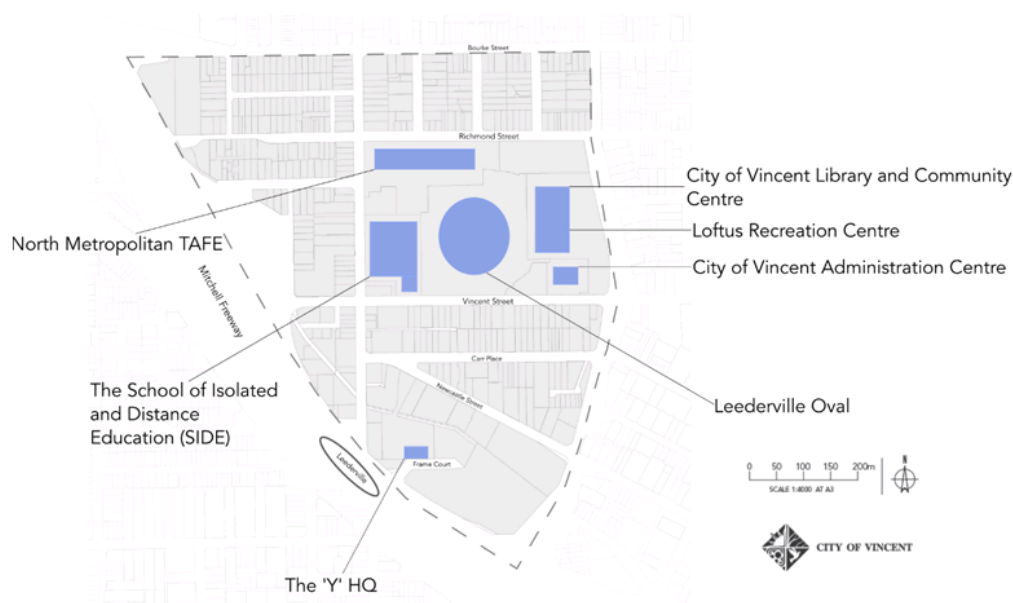 Bourke Street
Richmond Street
City of Vincent Library and Community
Centre
Loftus Recreation Centre
North Metropolitan TAFE
City of Vincent Administration Centre
Mitchell Freeway
Vincent Street
Carr Place
The School of Isolated
and Distance
Education (SIDE)
Newcastle Street
Leederville Oval
Leederville
Frame Court
N
0 50 100 150 200m
SCALE 1:4000 AT A3
CITY OF VINCENT
The 'Y' HQ